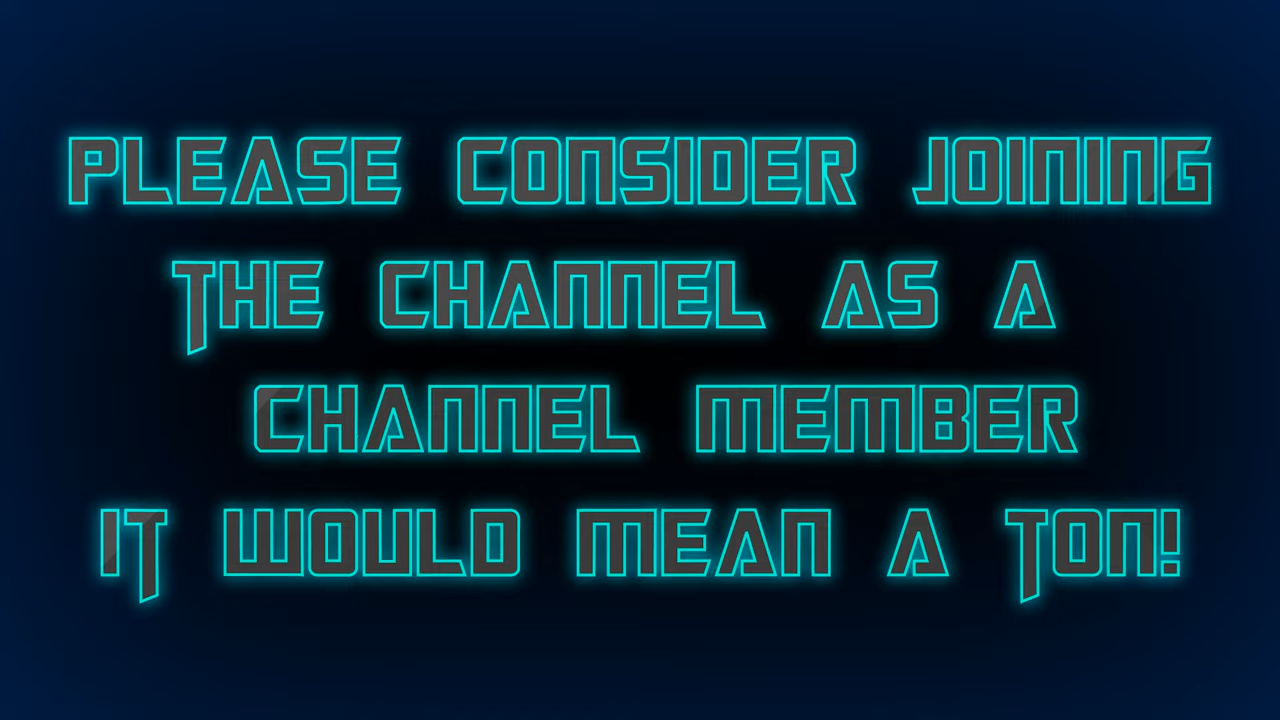 PLEASE CONSIDER JOINING
THE CHANNEL AS A
CHANNEL MEMBER
IT WOULD MEAN A TON!